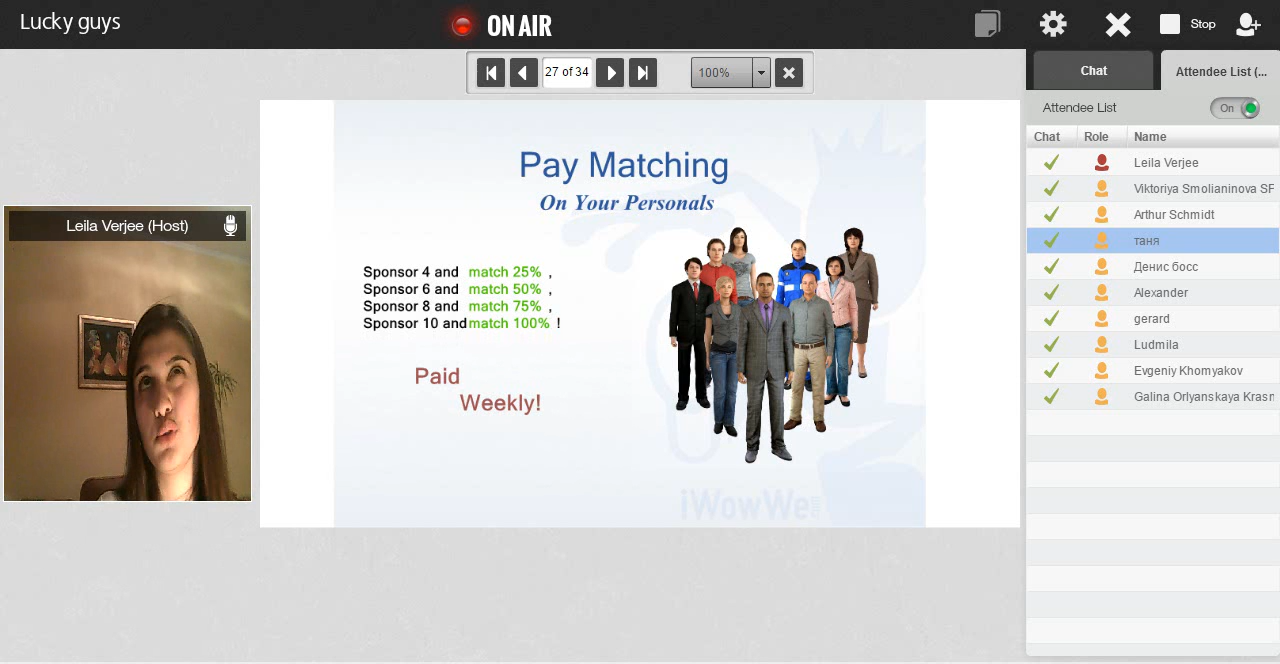 Lucky guys
ON AIR
Stop
27 of 34
100%
Chat
Attendee List (...
Attendee List
On
Chat Role Name
Leila Verjee
Viktoriya Smolianinova SF
Arthur Schmidt
таня
Денис босс
Alexander
gerard
Ludmila
Evgeniy Khomyakov
Galina Orlyanskaya Krasn
Leila Verjee (Host)
Pay Matching
On Your Personals
Sponsor 4 and match 25% ,
Sponsor 6 and match 50% ,
Sponsor 8 and match 75% ,
Sponsor 10 and match 100% !
Paid
Weekly!
iWowWe